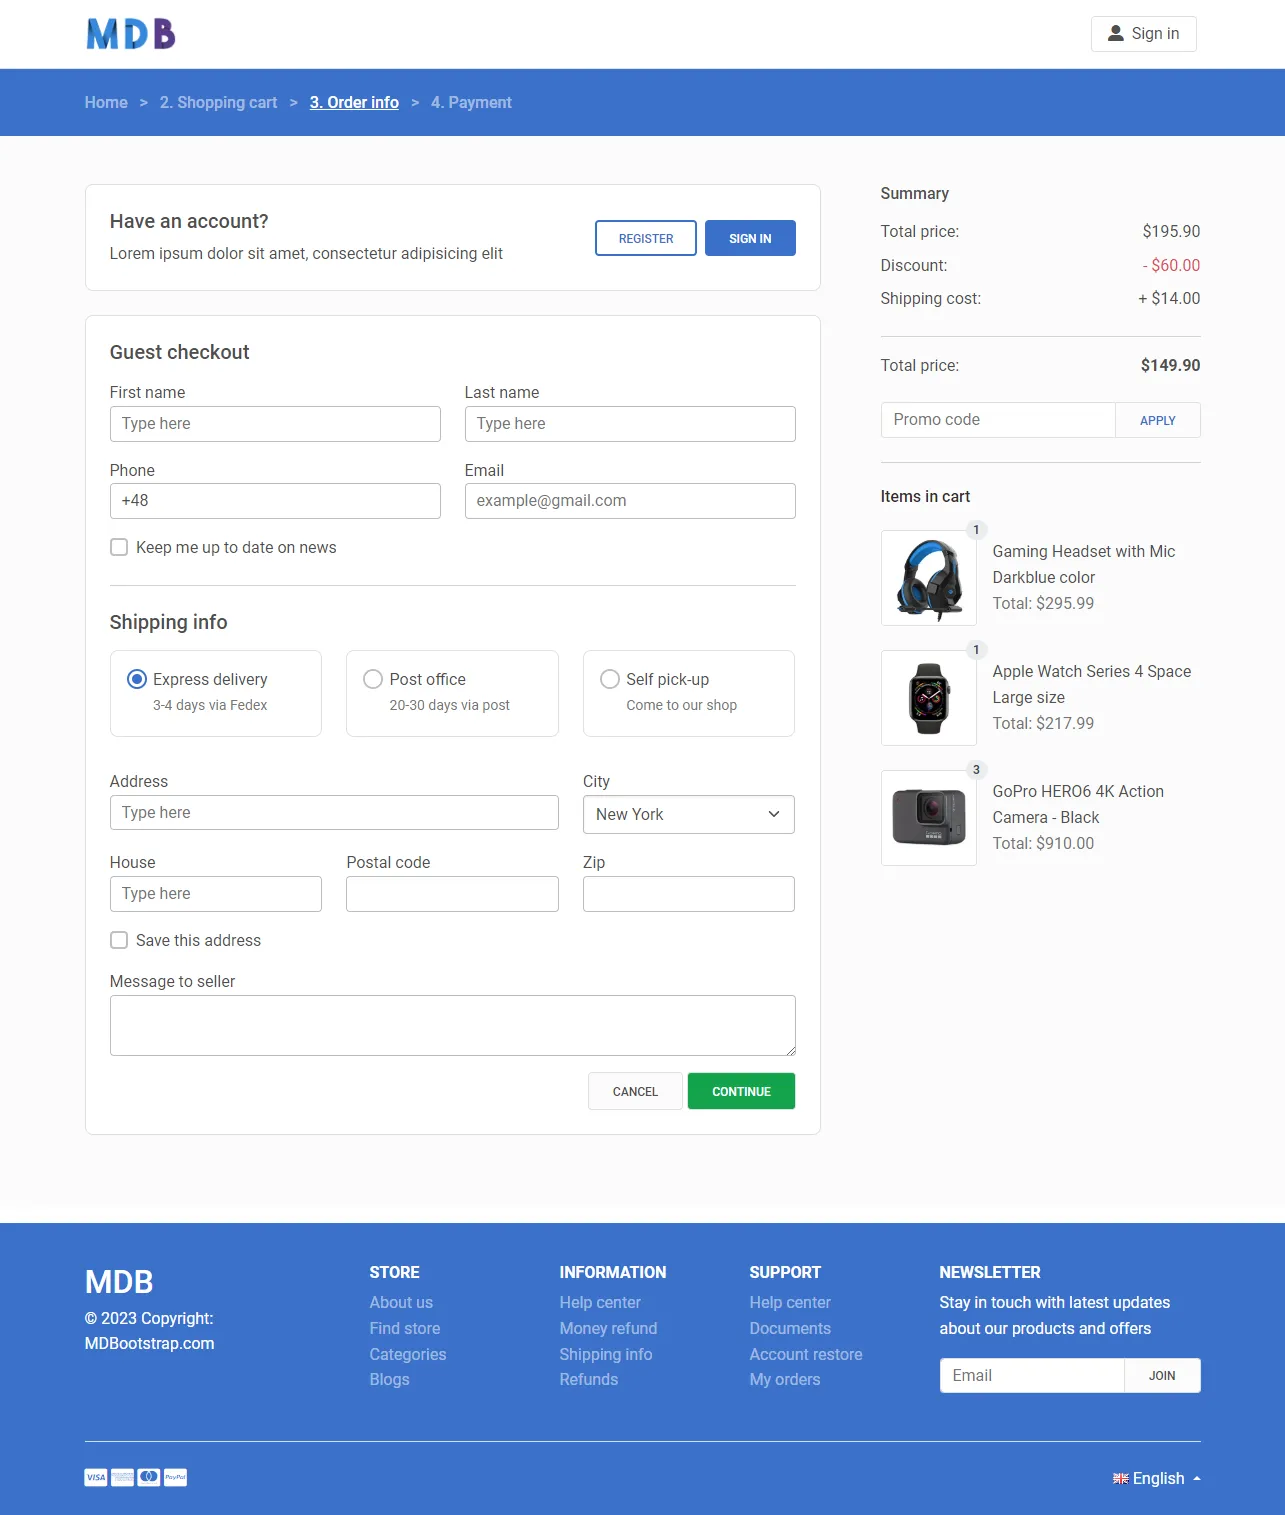 MDB
Sign in
Home > 2. Shopping cart > 3. Order info > 4. Payment
Have an account?
Lorem ipsum dolor sit amet, consectetur adipisicing elit
REGISTER
SIGN IN
Guest checkout
First name
Last name
Type here
Type here
Phone
Email
+48
example@gmail.com
Keep me up to date on news
Shipping info
Express delivery
3-4 days via Fedex
Post office
20-30 days via post
Self pick-up
Come to our shop
Address
City
Type here
New York
House
Postal code
Zip
Type here
Save this address
Message to seller
CANCEL
CONTINUE
Summary
Total price: $195.90
Discount: - $60.00
Shipping cost: + $14.00
Total price: $149.90
Promo code
APPLY
Items in cart
1
Gaming Headset with Mic
Darkblue color
Total: $295.99
1
Apple Watch Series 4 Space
Large size
Total: $217.99
3
GoPro HERO6 4K Action
Camera - Black
Total: $910.00
MDB
© 2023 Copyright:
MDBootstrap.com
STORE
About us
Find store
Categories
Blogs
INFORMATION
Help center
Money refund
Shipping info
Refunds
SUPPORT
Help center
Documents
Account restore
My orders
NEWSLETTER
Stay in touch with latest updates
about our products and offers
Email
JOIN
VISA
PayPal
English